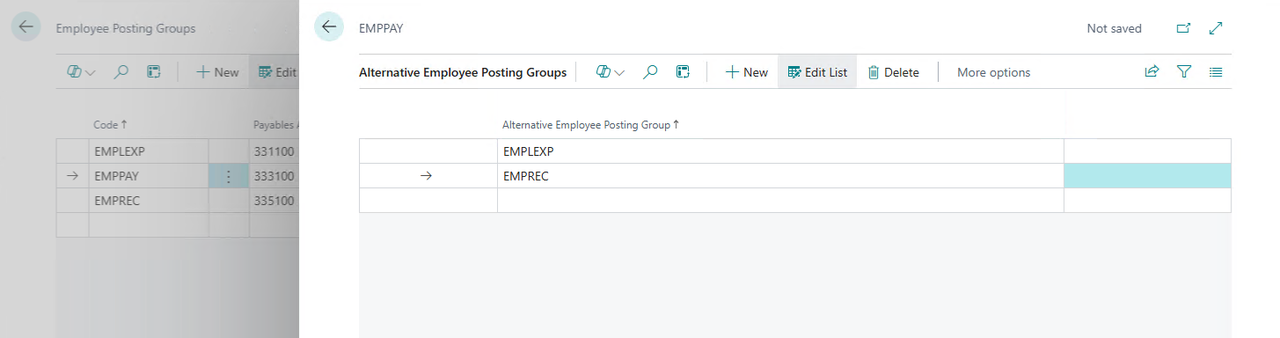 Employee Posting Groups
New
Edit
Code
Payables
EMPLEXP 331100
EMPPAY 333100
EMPREC 335100
EMPPAY
Not saved
Alternative Employee Posting Groups
New
Edit List
Delete
More options
Alternative Employee Posting Group
EMPLEXP
EMPREC